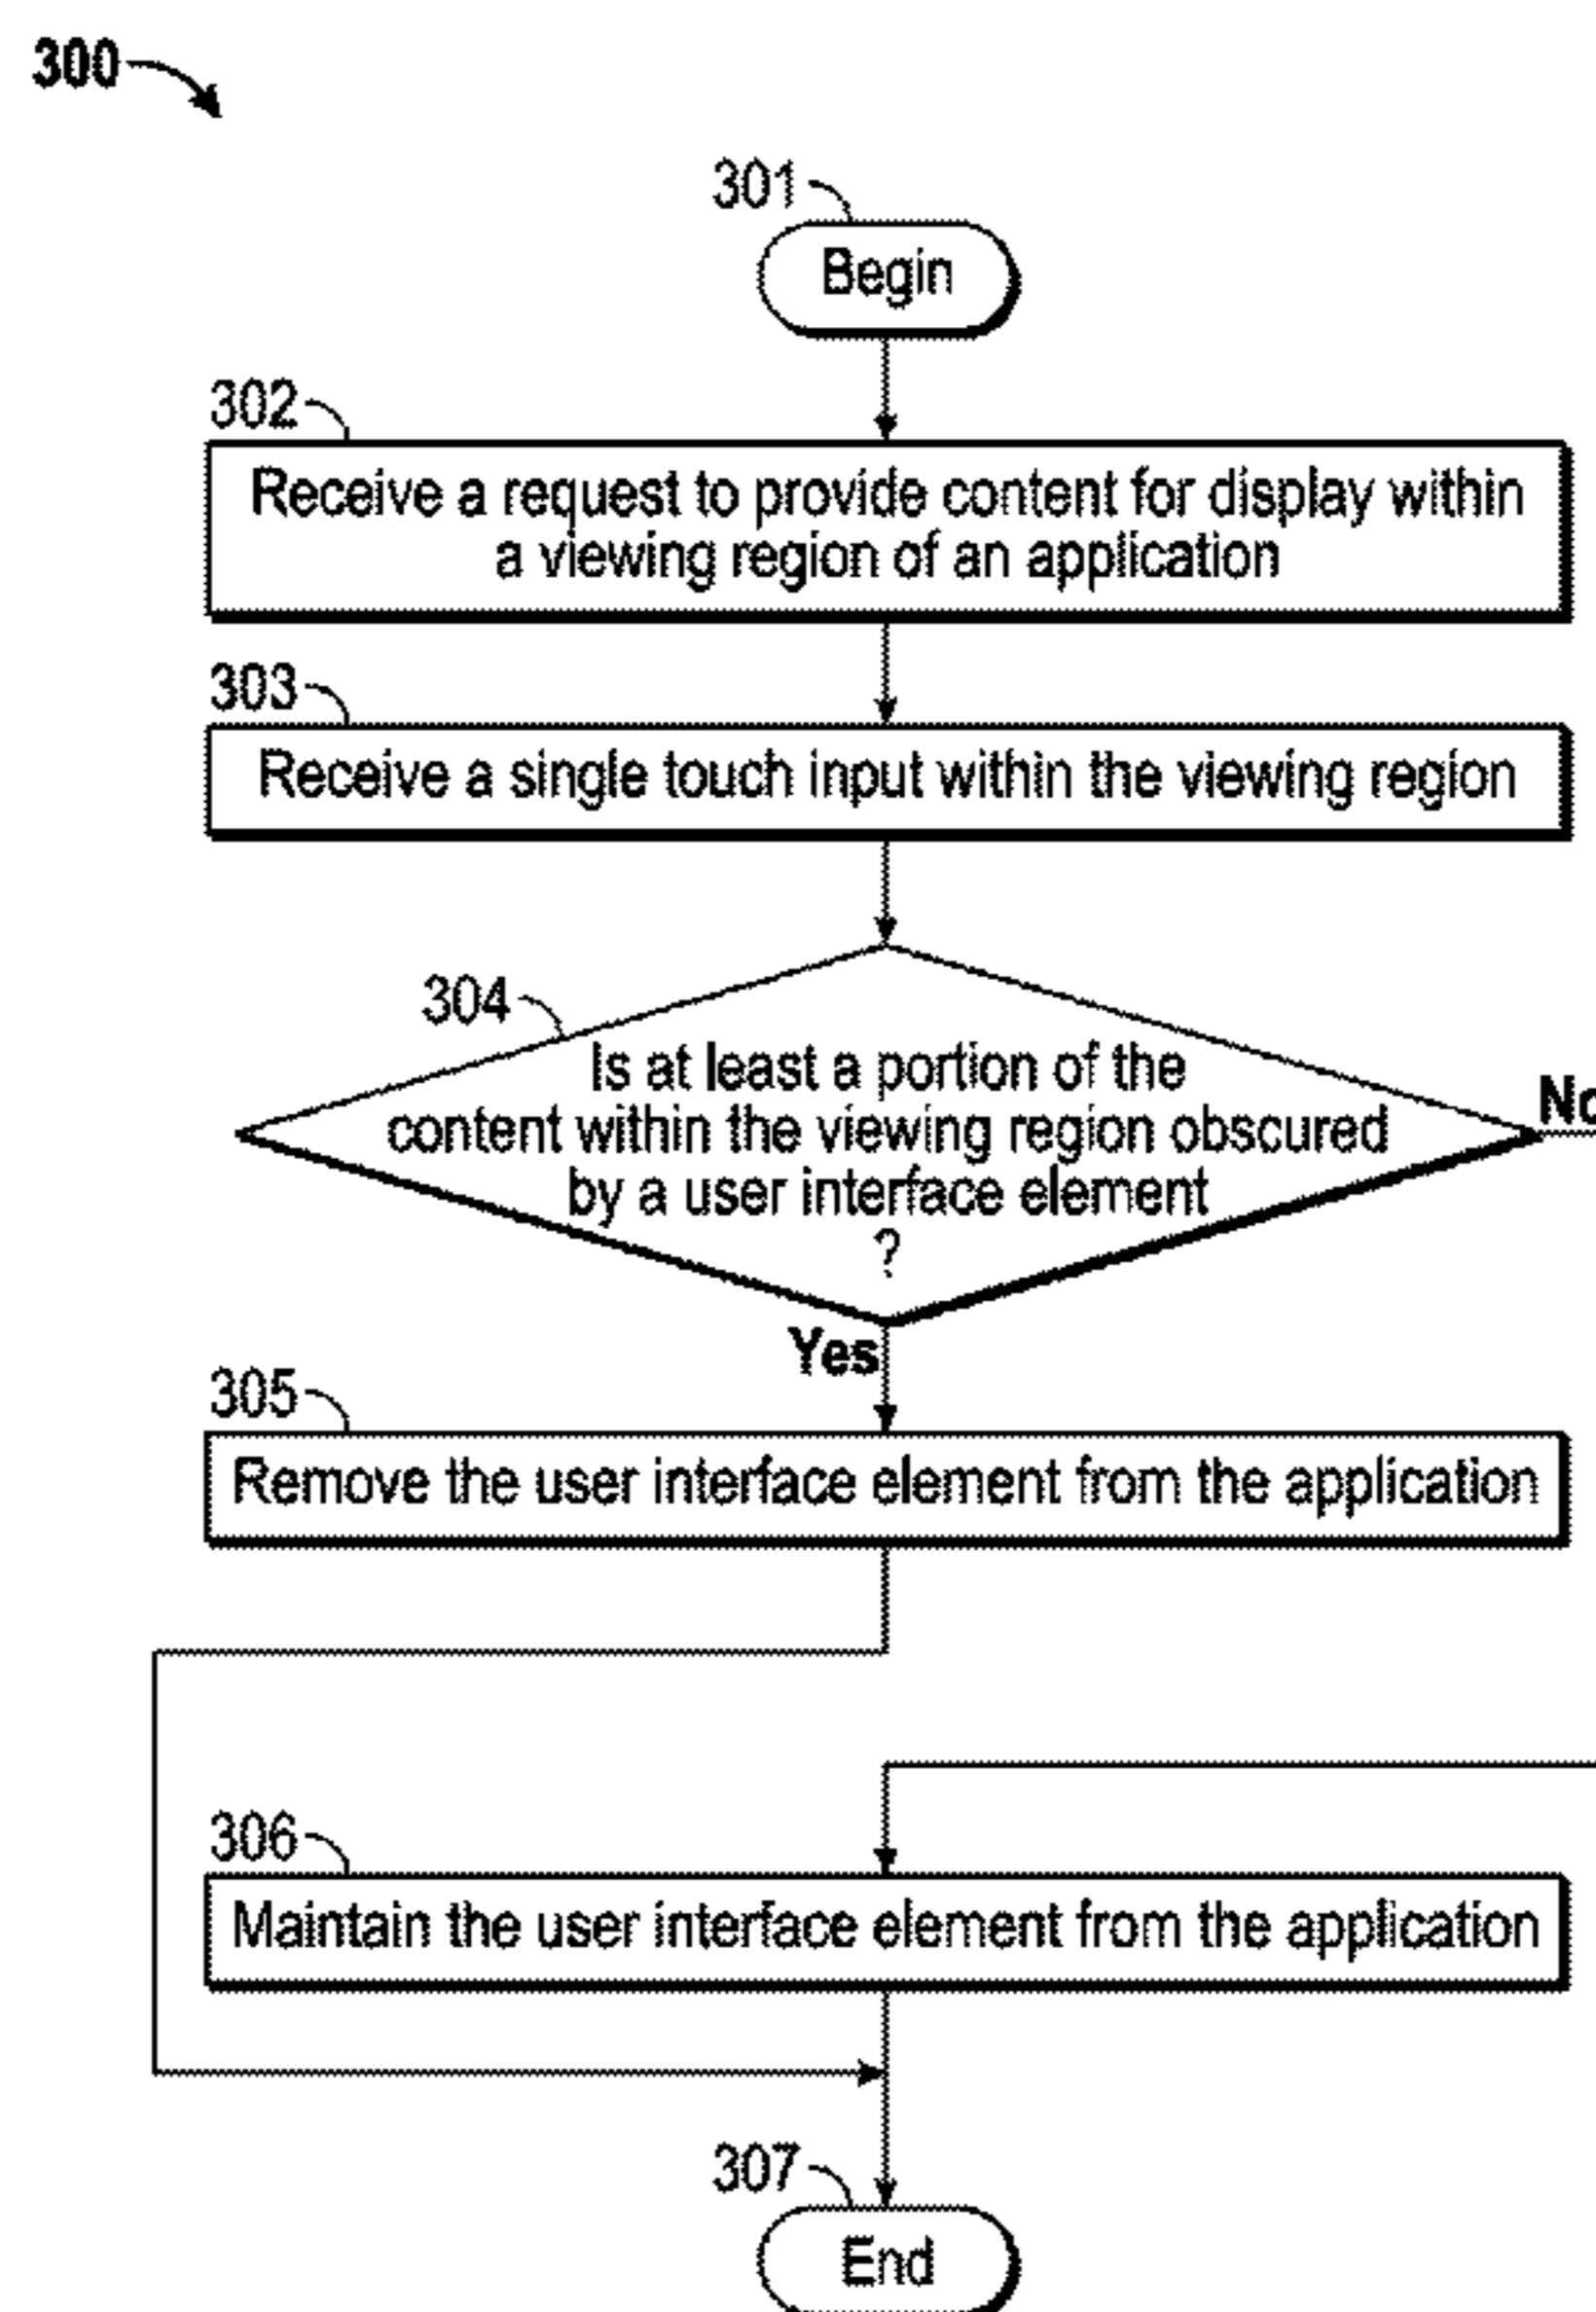 300
301
Begin
302
Receive a request to provide content for display within
a viewing region of an application
303
Receive a single touch input within the viewing region
304
Is at least a portion of the
content within the viewing region obscured
by a user interface element
?
No
Yes
305
Remove the user interface element from the application
306
Maintain the user interface element from the application
307
End